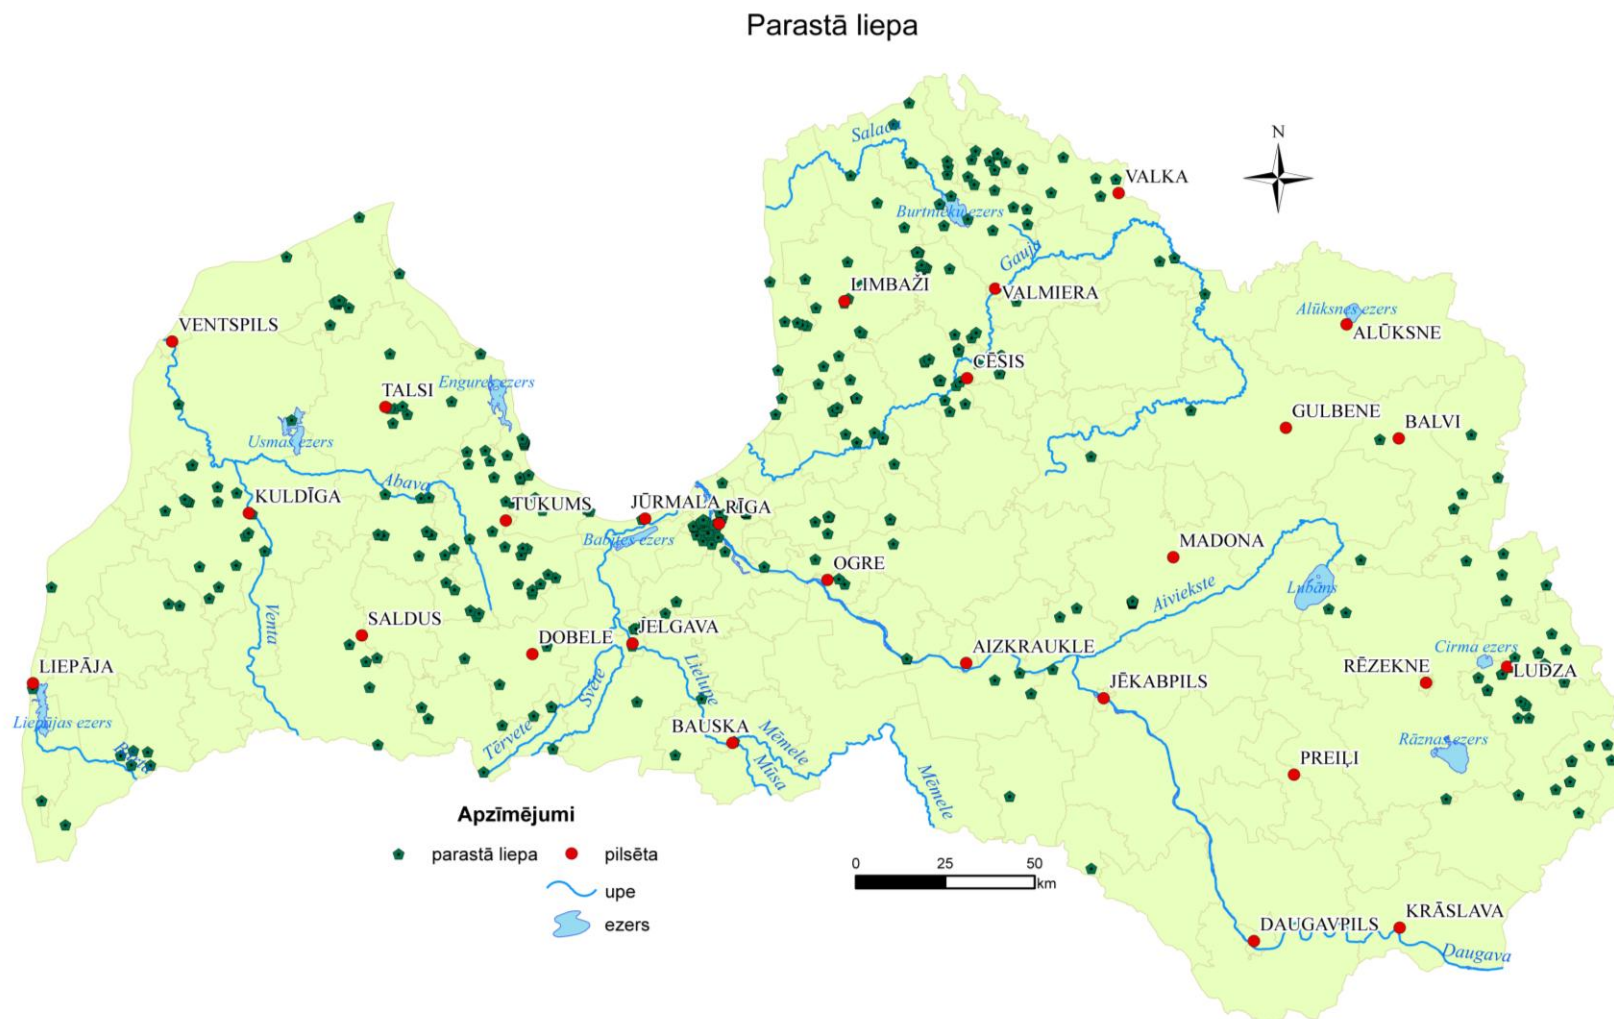 Parastā liepa
N
Salaca
VALKA
Burtnieku ezers
Gauja
LIMBAŽI
VALMIERA
Alūksnes ezers
ALŪKSNE
VENTSPILS
CĒSIS
Engures ezers
TALSI
GULBENE
BALVI
Usmas ezers
Abava
KULDĪGA
TUKUMS
JŪRMALA
RĪGA
Babītes ezers
MADONA
OGRE
Lubāns
Aiviekste
Venta
SALDUS
DOBELE
JELGAVA
AIZKRAUKLE
Cirma ezers
LUDZA
RĒZEKNE
LIEPĀJA
Lielupe
Svēte
JĒKABPILS
Liepājas ezers
BAUSKA
Mēmele
Tērvete
Rāznas ezers
Mūsa
PREIĻI
Mēmele
Apzīmējumi
parastā liepa
pilsēta
upe
ezers
0 25 50
km
KRĀSLAVA
DAUGAVPILS
Daugava